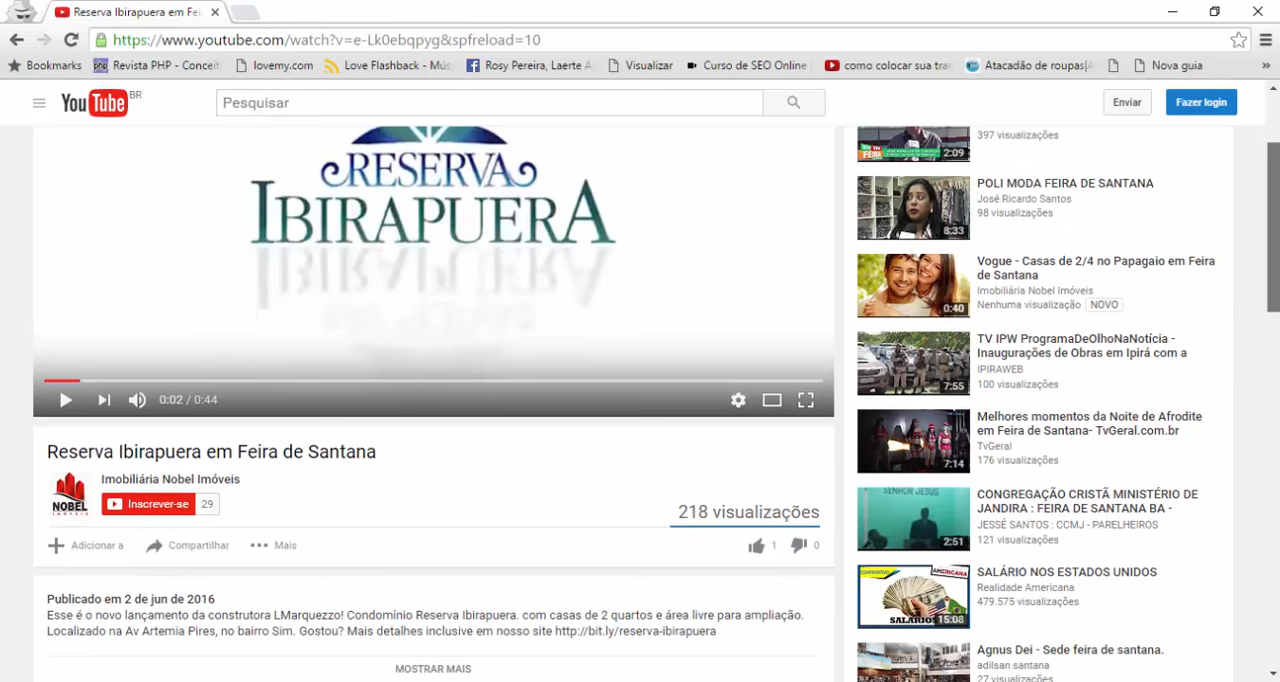 Reserva Ibirapuera em Fei
https://www.youtube.com/watch?v=e-Lk0ebqpyg&spfreload=10
Bookmarks
Revista PHP - Conceit
lovemy.com
Love Flashback - Mús
Rosy Pereira, Laerte A
Visualizar
Curso de SEO Online
como colocar sua tran
Atacadão de roupas|A
Nova guia
»
YouTube BR
Pesquisar
Enviar
Fazer login
RESERVA
IBIRAPUERA
0:02 / 0:44
Reserva Ibirapuera em Feira de Santana
Imobiliária Nobel Imóveis
NOBEL
IMÓVEIS
Inscrever-se
29
218 visualizações
Adicionar a
Compartilhar
Mais
1
0
Publicado em 2 de jun de 2016
Esse é o novo lançamento da construtora LMarquezzo! Condomínio Reserva Ibirapuera. com casas de 2 quartos e área livre para ampliação.
Localizado na Av Artemia Pires, no bairro Sim. Gostou? Mais detalhes inclusive em nosso site http://bit.ly/reserva-ibirapuera
MOSTRAR MAIS
FEIRA
2:09
397 visualizações
8:33
POLI MODA FEIRA DE SANTANA
José Ricardo Santos
98 visualizações
0:40
Vogue - Casas de 2/4 no Papagaio em Feira
de Santana
Imobiliária Nobel Imóveis
Nenhuma visualização NOVO
7:55
TV IPW ProgramaDeOlhoNaNotícia -
Inaugurações de Obras em Ipirá com a
IPIRAWEB
100 visualizações
7:14
Melhores momentos da Noite de Afrodite
em Feira de Santana- TvGeral.com.br
TvGeral
176 visualizações
SENHOR JESUS
2:51
CONGREGAÇÃO CRISTÃ MINISTÉRIO DE
JANDIRA : FEIRA DE SANTANA BA -
JESSÉ SANTOS : CCMJ - PARELHEIROS
121 visualizações
AMERICANA
SALÁRIOS
15:08
SALÁRIO NOS ESTADOS UNIDOS
Realidade Americana
479.575 visualizações
Agnus Dei - Sede feira de santana.
adilsan santana
27 visualizações